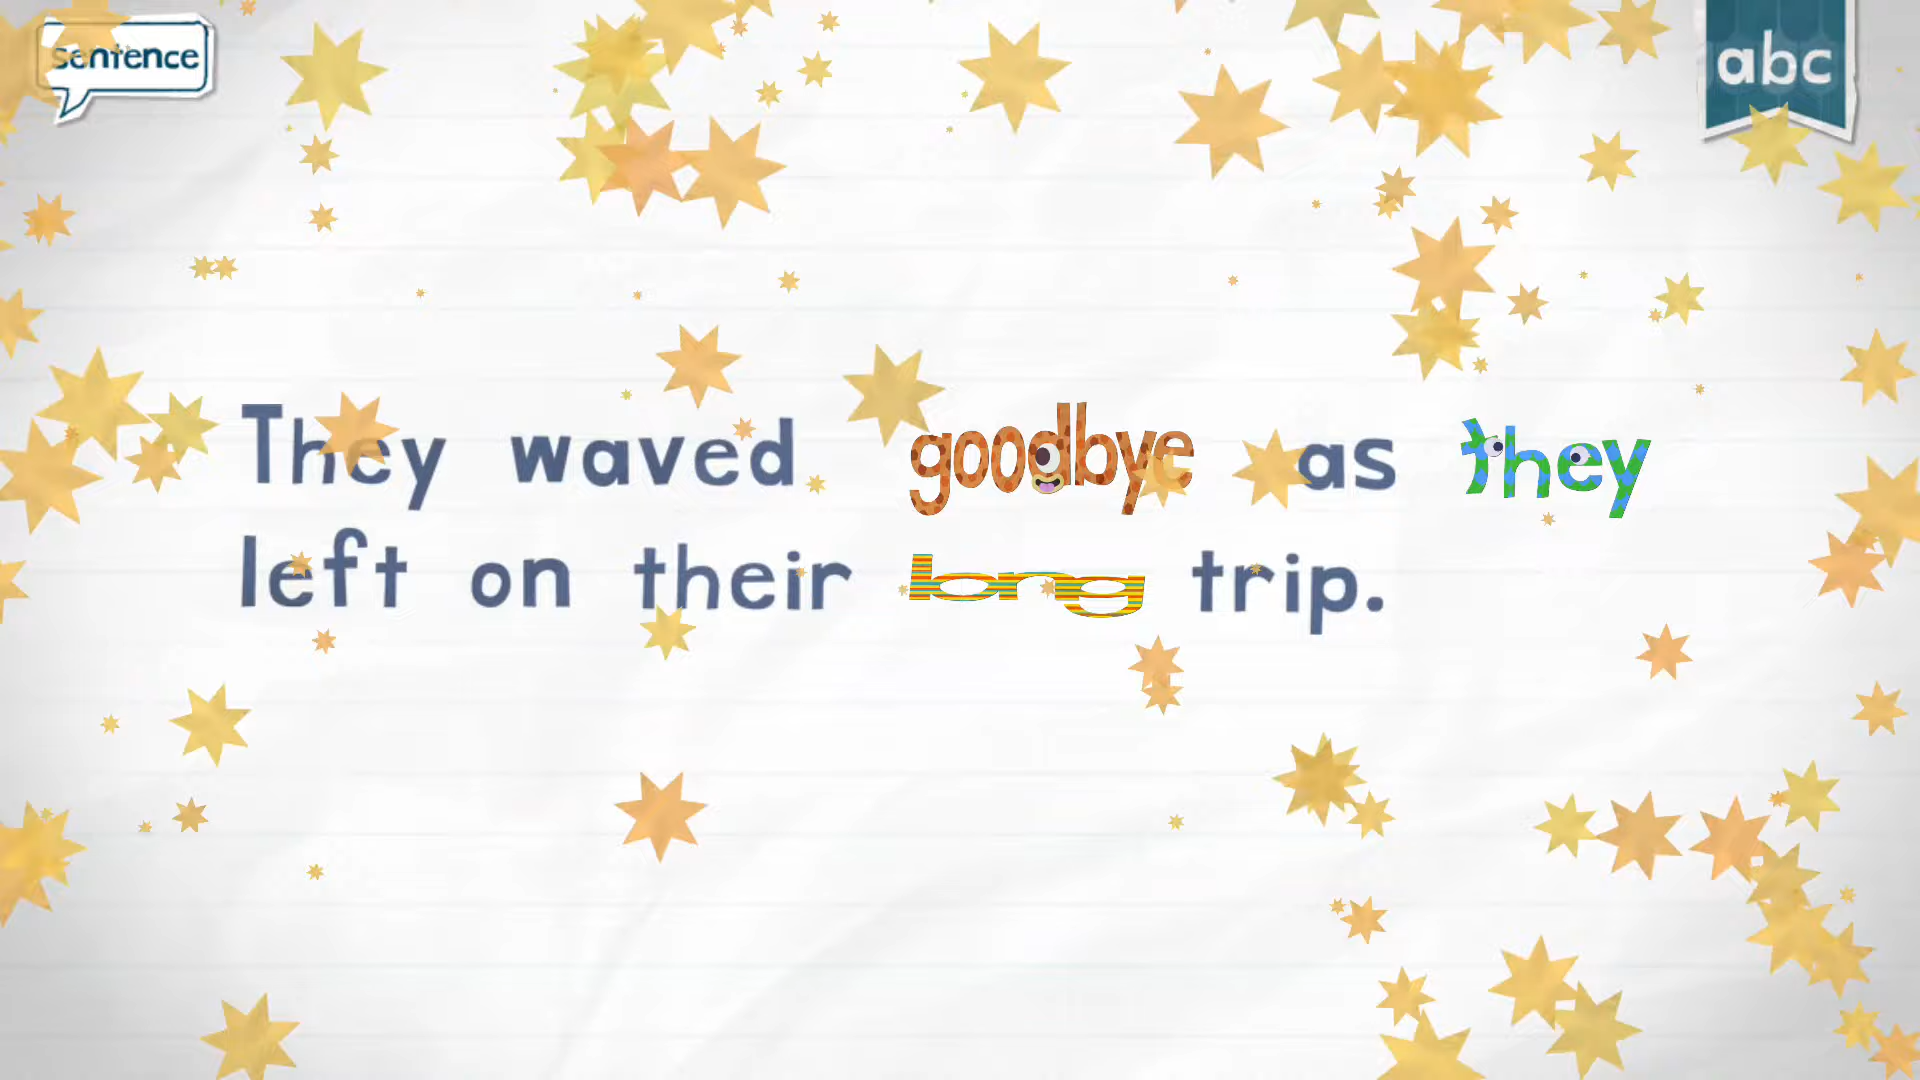 sentence
abc
They waved goodbye as they
left on their long trip.